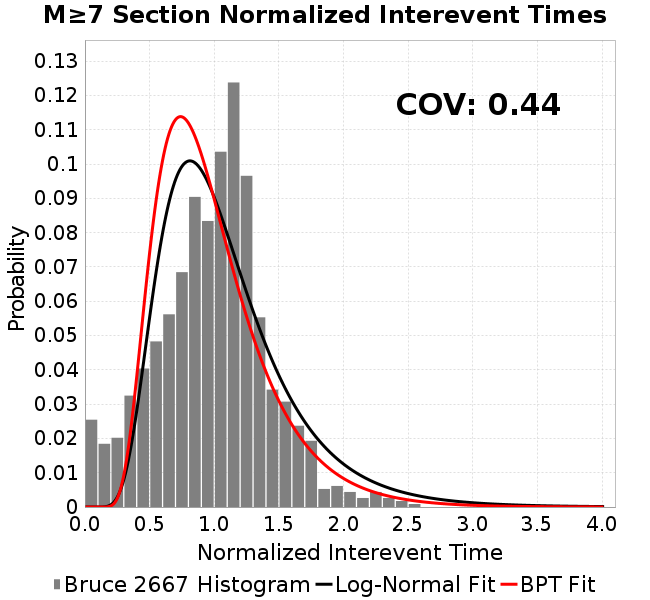 M≥7 Section Normalized Interevent Times
COV: 0.44
Probability
0.13
0.12
0.11
0.1
0.09
0.08
0.07
0.06
0.05
0.04
0.03
0.02
0.01
0
0.0 0.5 1.0 1.5 2.0 2.5 3.0 3.5 4.0
Normalized Interevent Time
Bruce 2667 Histogram Log-Normal Fit BPT Fit